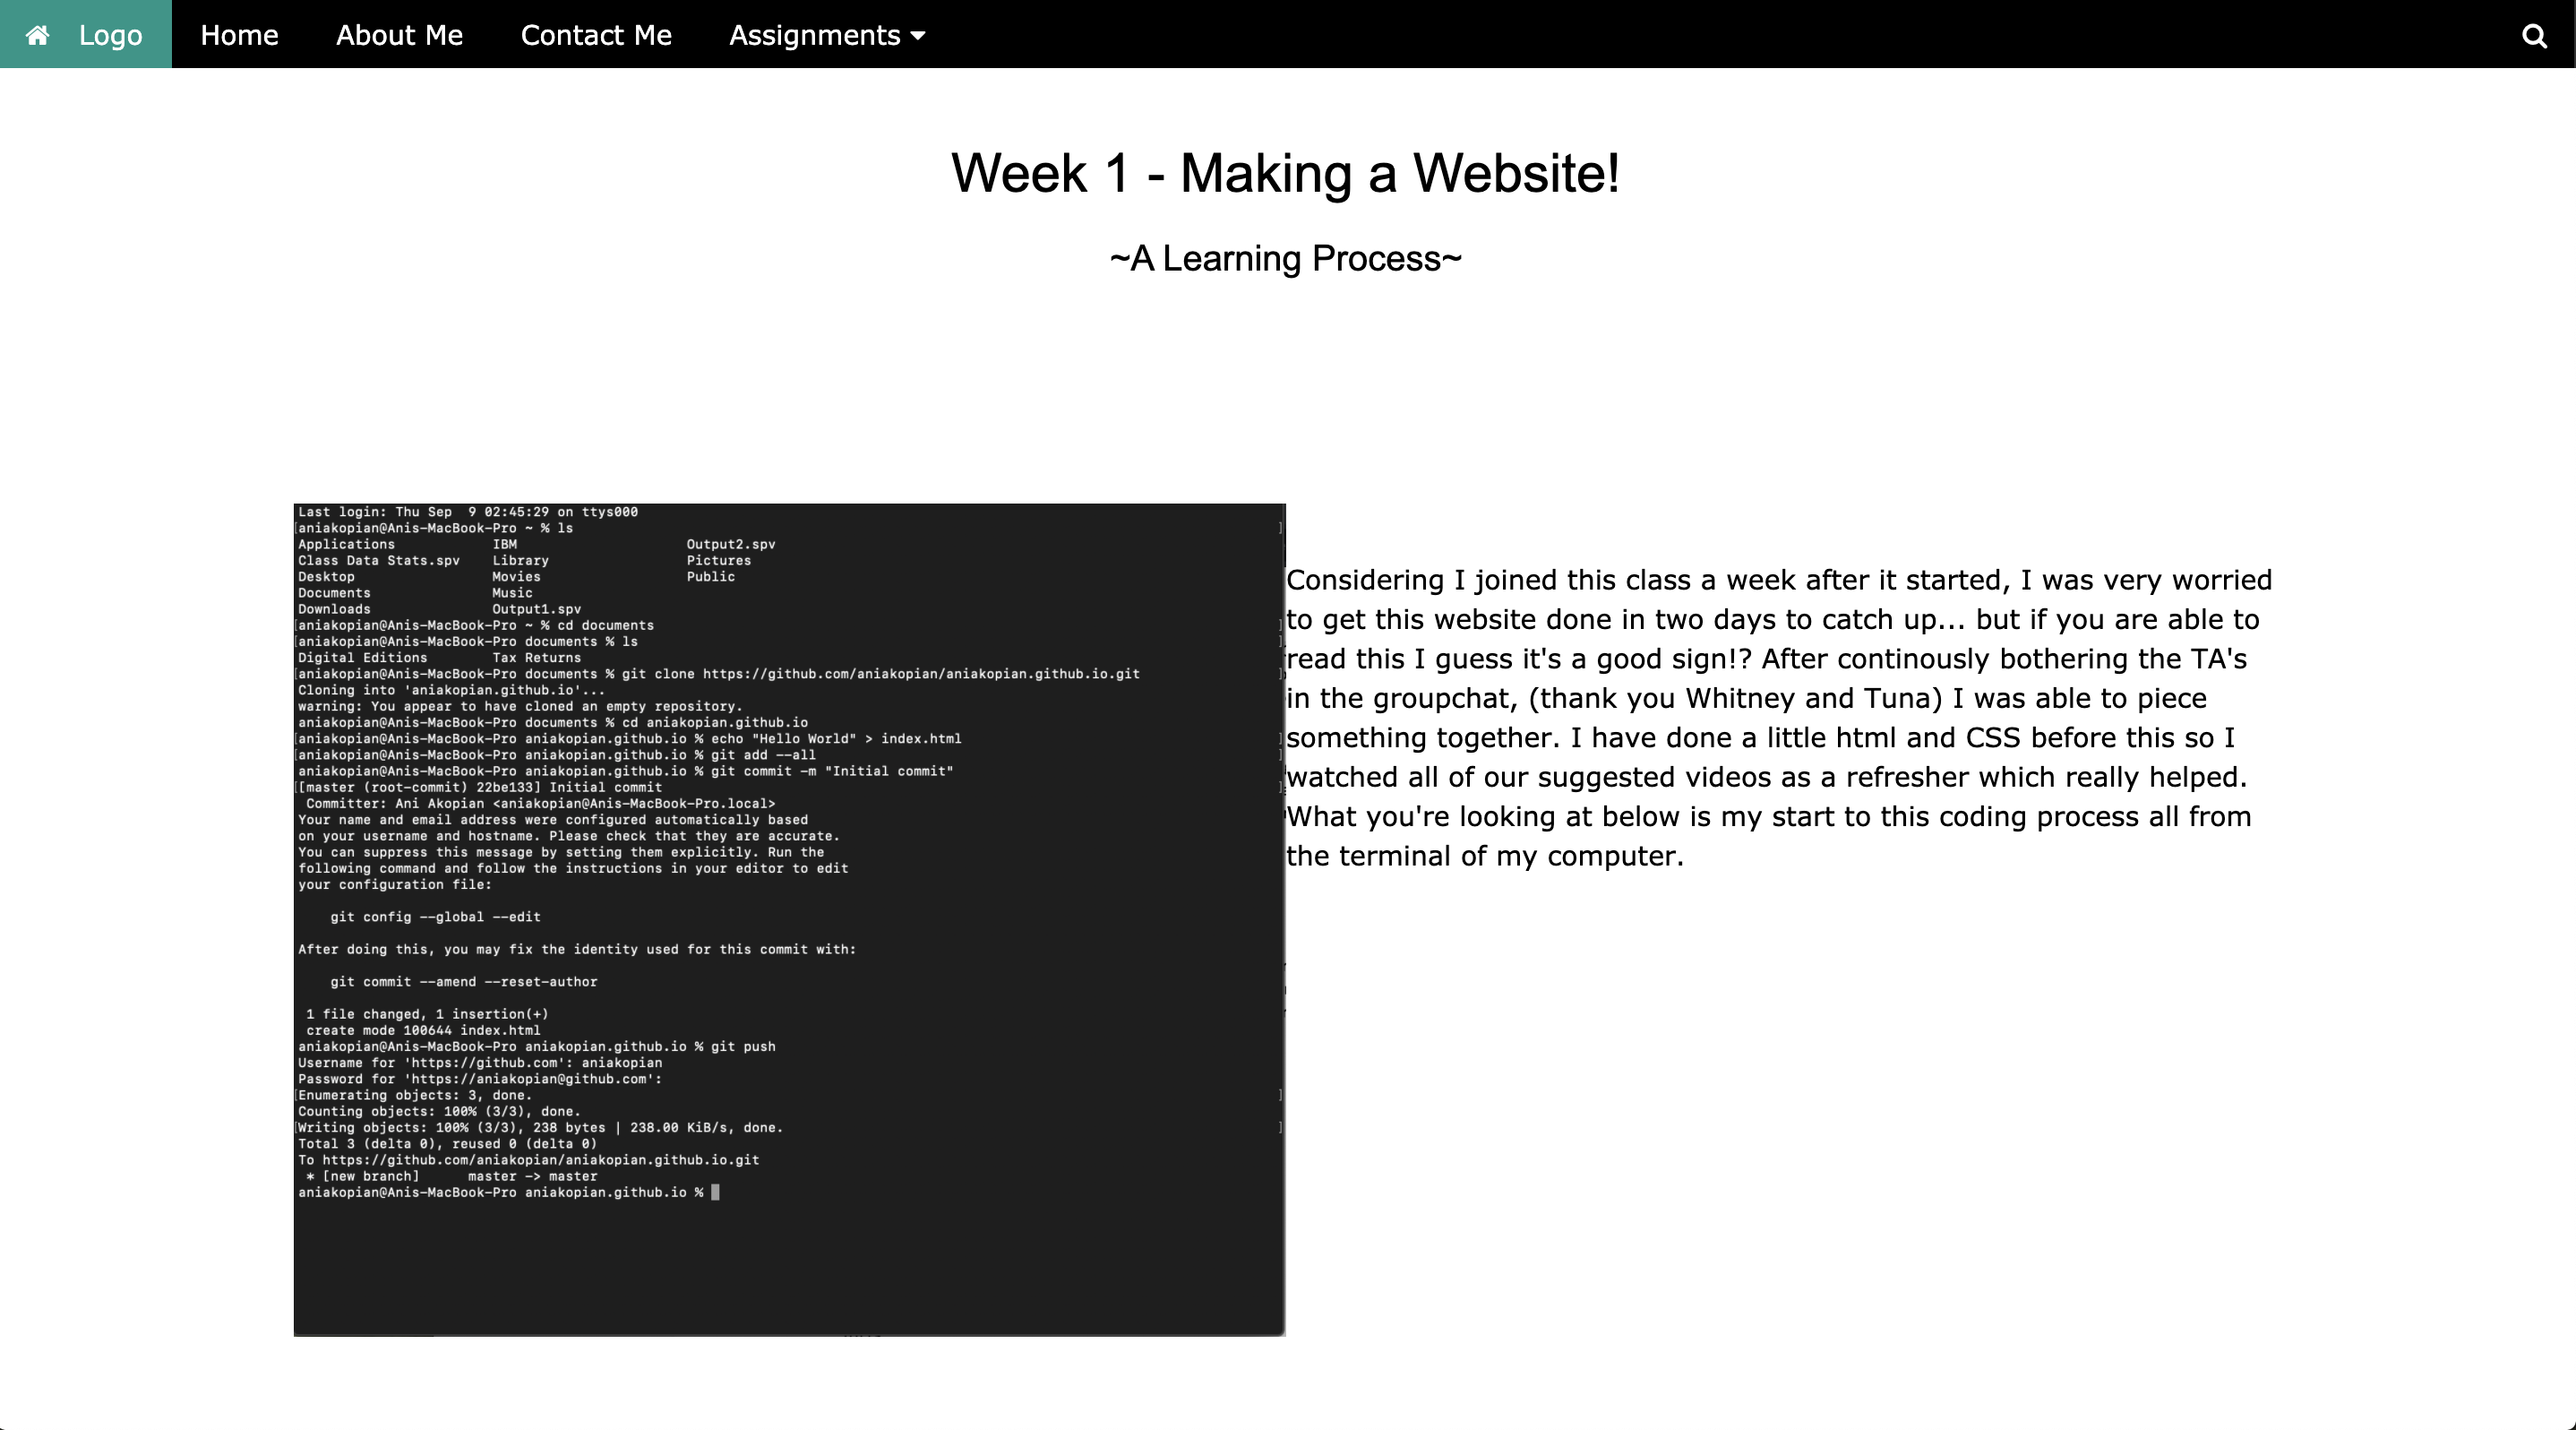 Logo Home About Me Contact Me Assignments
Week 1 - Making a Website!
~A Learning Process~
Last login: Thu Sep  9 02:45:29 on ttys000
[aniakopian@Anis-MacBook-Pro ~ % ls ]
Applications IBM Output2.spv
Class Data Stats.spv Library Pictures
Desktop Movies Public
Documents Music
Downloads Output1.spv
[aniakopian@Anis-MacBook-Pro ~ % cd documents ]
[aniakopian@Anis-MacBook-Pro documents % ls ]
Digital Editions Tax Returns
[aniakopian@Anis-MacBook-Pro documents % git clone https://github.com/aniakopian/aniakopian.github.io.git ]
Cloning into 'aniakopian.github.io'...
warning: You appear to have cloned an empty repository.
aniakopian@Anis-MacBook-Pro documents % cd aniakopian.github.io
[aniakopian@Anis-MacBook-Pro aniakopian.github.io % echo "Hello World" > index.html ]
[aniakopian@Anis-MacBook-Pro aniakopian.github.io % git add --all ]
aniakopian@Anis-MacBook-Pro aniakopian.github.io % git commit -m "Initial commit"
[[master (root-commit) 22be133] Initial commit ]
Committer: Ani Akopian <aniakopian@Anis-MacBook-Pro.local>
Your name and email address were configured automatically based
on your username and hostname. Please check that they are accurate.
You can suppress this message by setting them explicitly. Run the
following command and follow the instructions in your editor to edit
your configuration file:
git config --global --edit
After doing this, you may fix the identity used for this commit with:
git commit --amend --reset-author
1 file changed, 1 insertion(+)
create mode 100644 index.html
aniakopian@Anis-MacBook-Pro aniakopian.github.io % git push
Username for 'https://github.com': aniakopian
Password for 'https://aniakopian@github.com':
[Enumerating objects: 3, done. ]
Counting objects: 100% (3/3), done.
[Writing objects: 100% (3/3), 238 bytes | 238.00 KiB/s, done. ]
Total 3 (delta 0), reused 0 (delta 0)
To https://github.com/aniakopian/aniakopian.github.io.git
* [new branch] master -> master
aniakopian@Anis-MacBook-Pro aniakopian.github.io %
Considering I joined this class a week after it started, I was very worried
to get this website done in two days to catch up... but if you are able to
read this I guess it's a good sign!? After continously bothering the TA's
in the groupchat, (thank you Whitney and Tuna) I was able to piece
something together. I have done a little html and CSS before this so I
watched all of our suggested videos as a refresher which really helped.
What you're looking at below is my start to this coding process all from
the terminal of my computer.